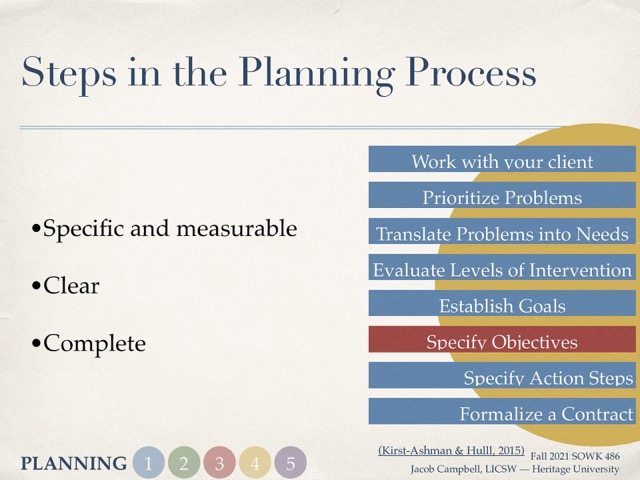 Steps in the Planning Process
•Specific and measurable
•Clear
•Complete
Work with your client
Prioritize Problems
Translate Problems into Needs
Evaluate Levels of Intervention
Establish Goals
Specify Objectives
Specify Action Steps
Formalize a Contract
PLANNING 1 2 3 4 5
(Kirst-Ashman & Hulll, 2015) Fall 2021 SOWK 486
Jacob Campbell, LICSW — Heritage University